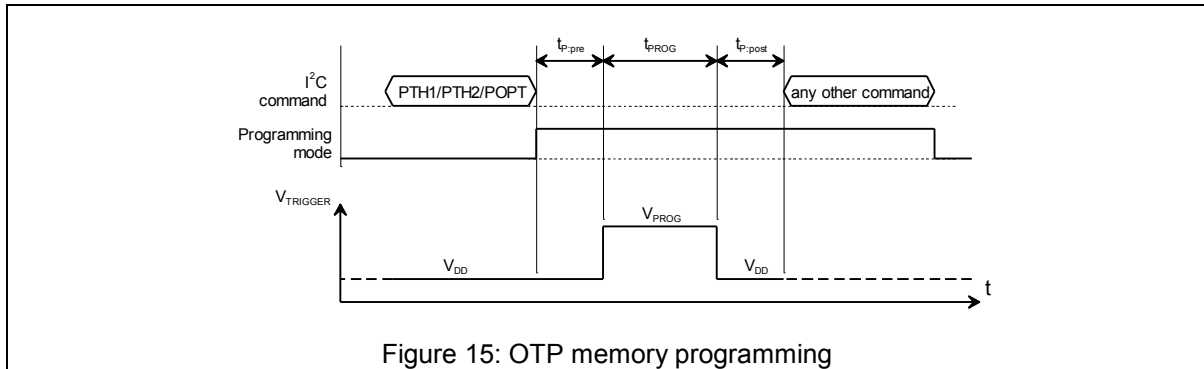 tP:pre tPROG tP:post
I²C
command
PTH1/PTH2/POPT any other command
Programming
mode
VTRIGGER
VPROG
VDD VDD
t
Figure 15: OTP memory programming